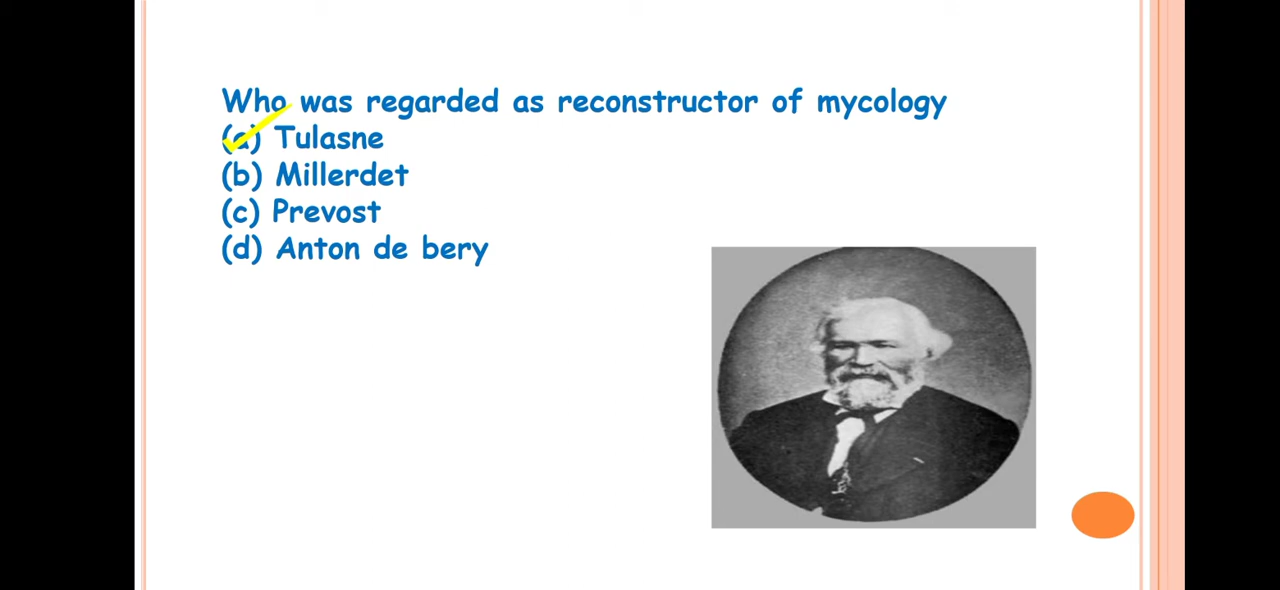 Who was regarded as reconstructor of mycology
(a) Tulasne
(b) Millerdet
(c) Prevost
(d) Anton de bery